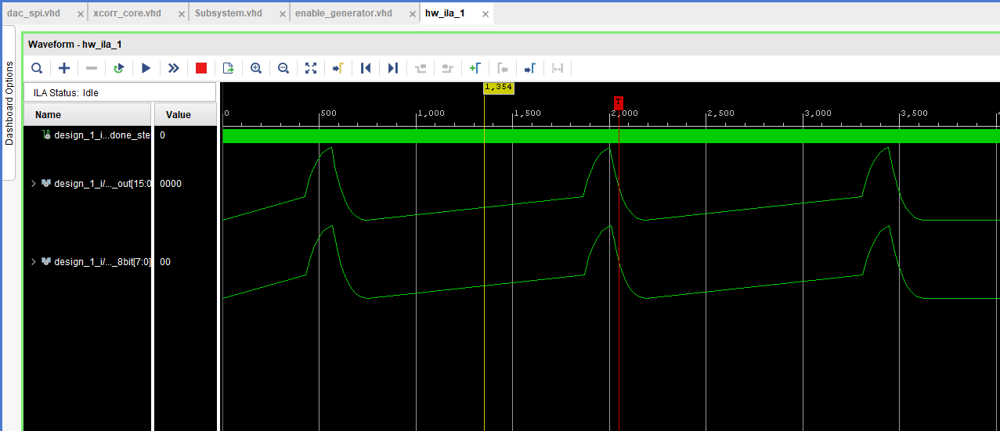 dac_spi.vhd
xcorr_core.vhd
Subsystem.vhd
enable_generator.vhd
hw_ila_1
Dashboard Options
Waveform - hw_ila_1
ILA Status: Idle
1,354
Name
Value
T
0
500
1,000
1,500
2,000
2,500
3,000
3,500
design_1_i...done_ste
0
design_1_i/..._out[15:0
0000
design_1_i/..._8bit[7:0]
00